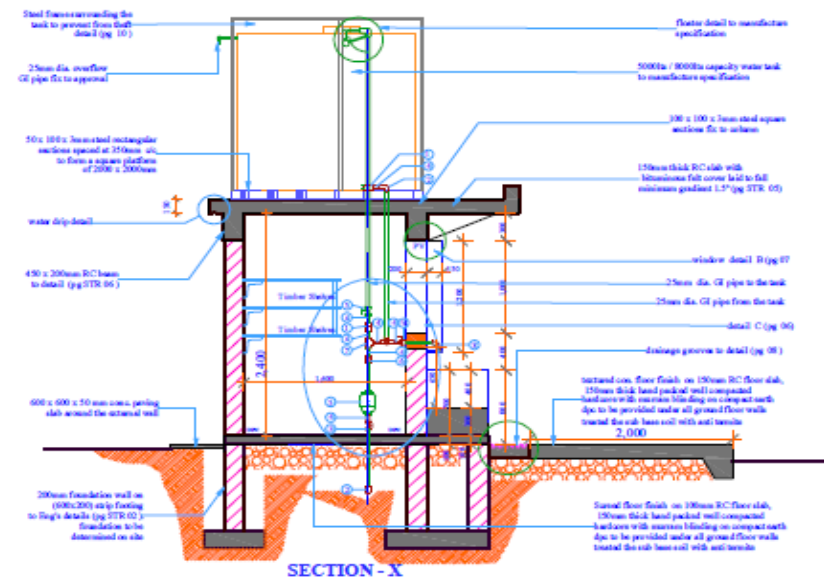 Steel frame surrounding the
tank to prevent from theft
detail (pg 10)
25mm dia. overflow
GI pipe fix to approval
50 x 100 x 3mm steel rectangular
sections spaced at 350mm c/c
to form a square platform
of 2000 x 2000mm
150
water drip detail
450 x 200mm RC beam
to detail (pg STR 06)
600 x 600 x 50 mm conc. paving
slab around the external wall
200mm foundation wall on
(600x200) strip footing
to Eng's details (pg STR 02)
foundation to be
determined on site
floater detail to manufacture
specification
5000lts / 8000lts capacity water tank
to manufacture specification
100 x 100 x 3mm steel square
sections fix to column
150mm thick RC slab with
bituminous felt cover laid to fall
minimum gradient 1.5° (pg STR 05)
window detail B (pg 07
25mm dia. GI pipe to the tank
25mm dia. GI pipe from the tank
detail C (pg 06)
drainage grooves to detail (pg 08)
textured con. floor finish on 150mm RC floor slab,
150mm thick hand packed well compacted
hardcore with murram blinding on compact earth
dpc to be provided under all ground floor walls
treated the sub base soil with anti termite
2,000
Screed floor finish on 100mm RC floor slab,
150mm thick hand packed well compacted
hardcore with murram blinding on compact earth
dpc to be provided under all ground floor walls
treated the sub base soil with anti termite
Timber Shelves
Timber Shelves
2,400
1,600
1,200
SECTION - X